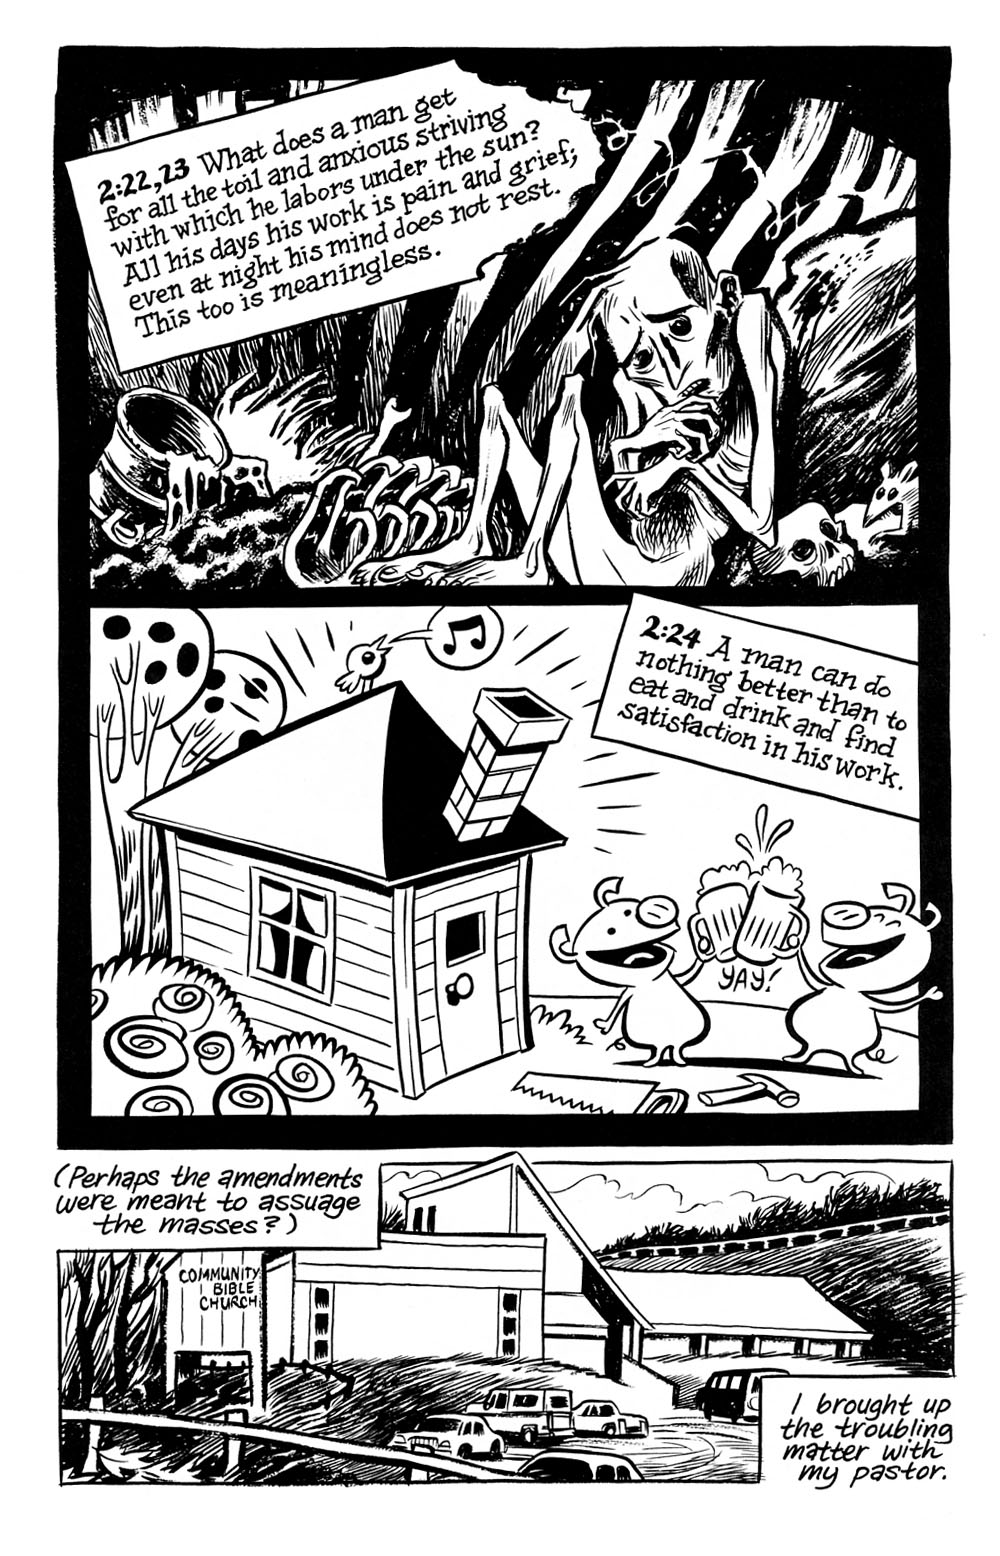 2:22,23 What does a man get
for all the toil and anxious striving
with which he labors under the sun?
All his days his work is pain and grief;
even at night his mind does not rest.
This too is meaningless.
2:24 A man can do
nothing better than to
eat and drink and find
satisfaction in his work.
YAY!
(Perhaps the amendments
were meant to assuage
the masses?)
COMMUNITY
BIBLE
CHURCH
I brought up
the troubling
matter with
my pastor.